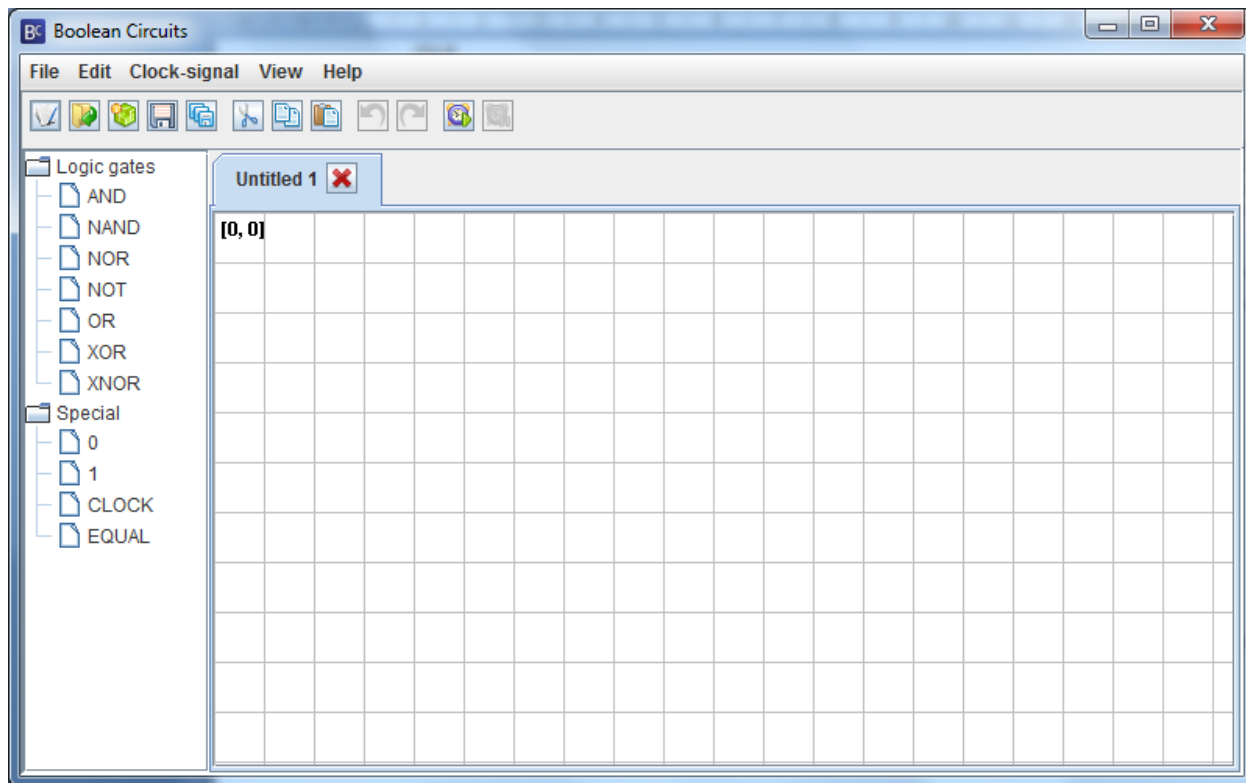 Boolean Circuits
File Edit Clock-signal View Help
Logic gates
AND
NAND
NOR
NOT
OR
XOR
XNOR
Special
0
1
CLOCK
EQUAL
Untitled 1
[0, 0]